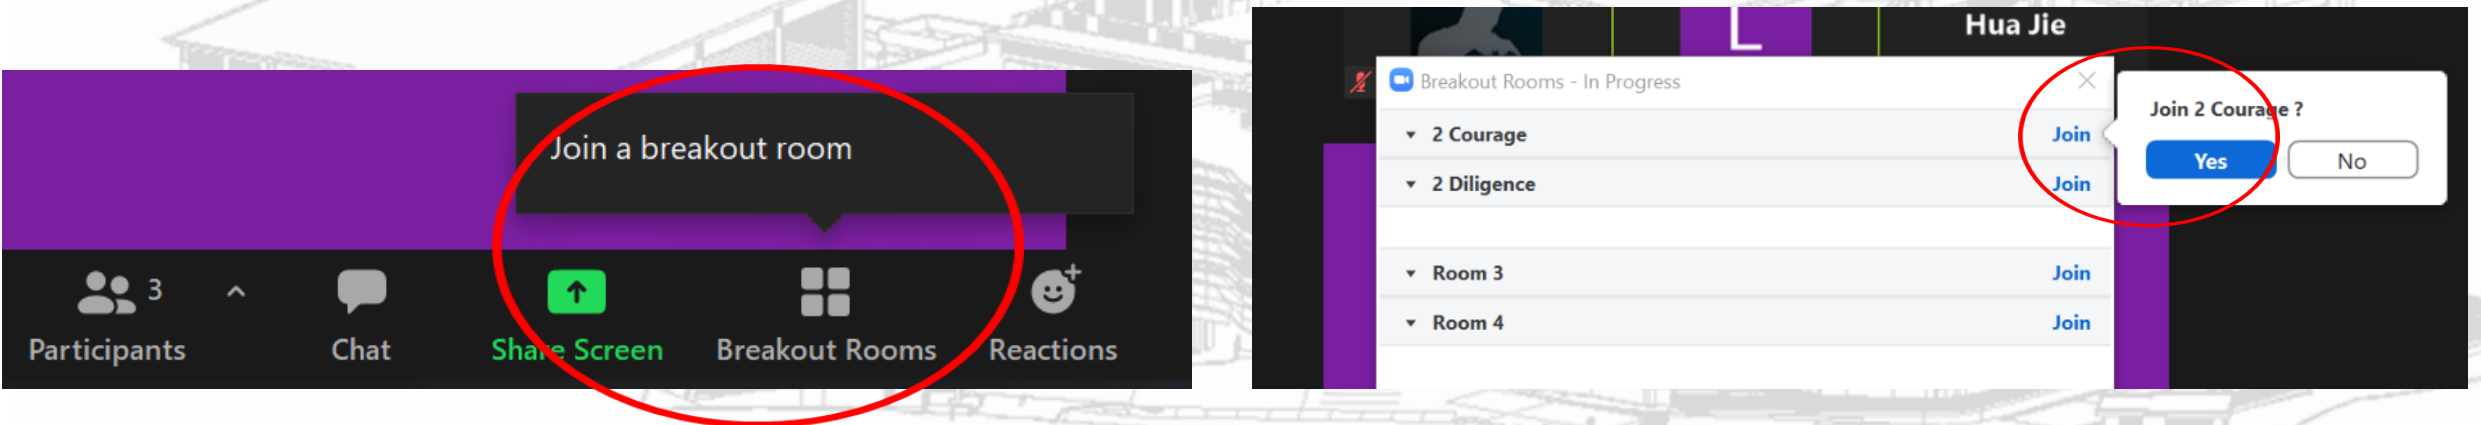 Join a breakout room
3
Participants
Chat
Share Screen
Breakout Rooms
Reactions
L
Hua Jie
Breakout Rooms - In Progress
2 Courage Join
2 Diligence Join
Room 3 Join
Room 4 Join
Join 2 Courage ?
Yes No